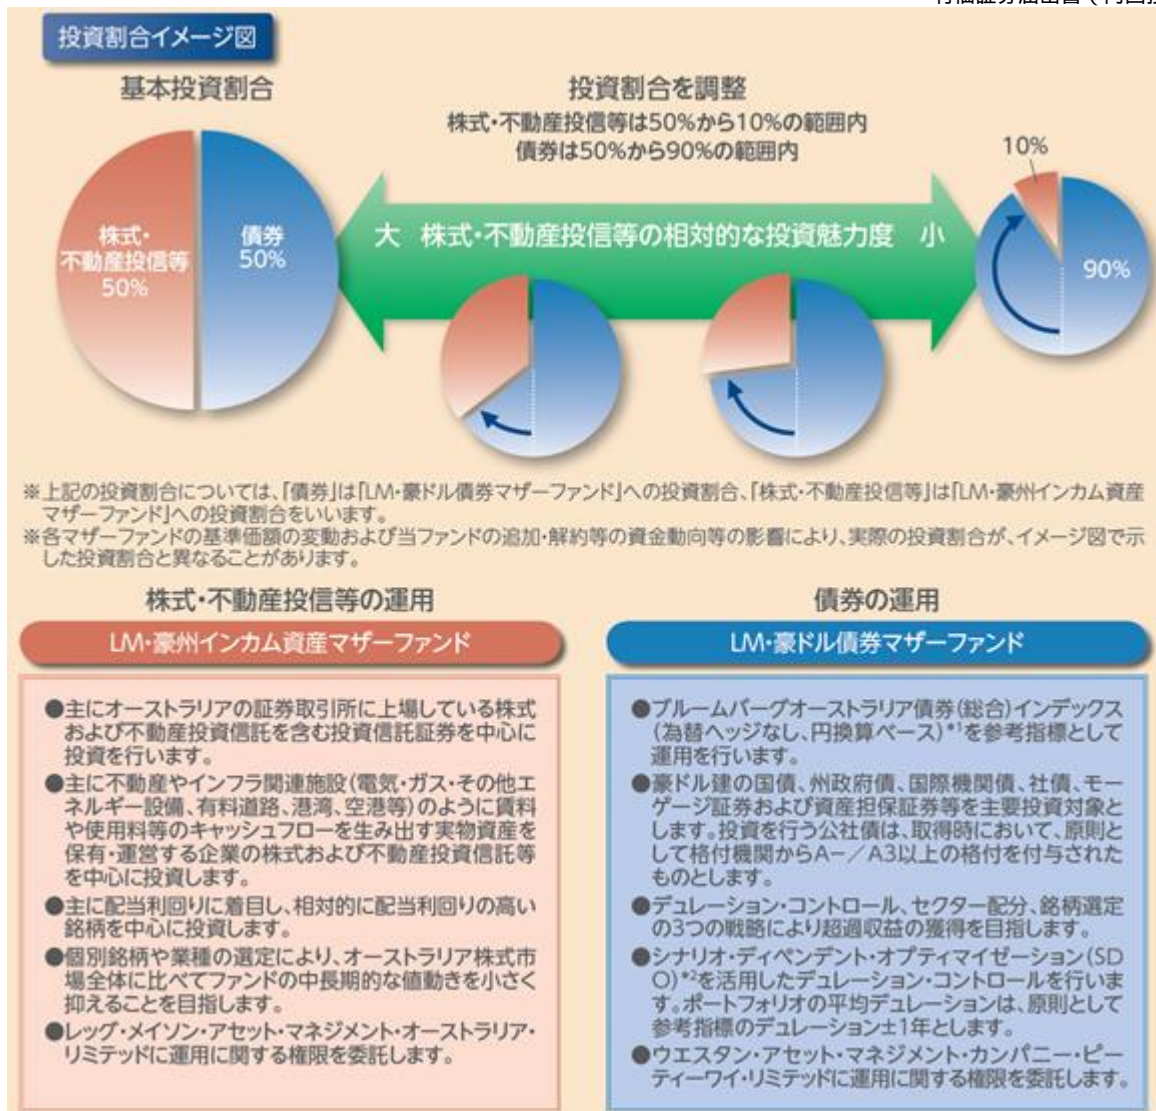 投資割合イメージ図
基本投資割合
投資割合を調整
株式・不動産投信等は50%から10%の範囲内
債券は50%から90%の範囲内
10%
株式・
不動産投信等
50%
債券
50%
大 株式・不動産投信等の相対的な投資魅力度 小
90%
※上記の投資割合については、「債券」は「LM・豪ドル債券マザーファンド」への投資割合、「株式・不動産投信等」は「LM・豪州インカム資産
マザーファンド」への投資割合をいいます。
※各マザーファンドの基準価額の変動および当ファンドの追加・解約等の資金動向等の影響により、実際の投資割合が、イメージ図で示
した投資割合と異なることがあります。
株式・不動産投信等の運用
LM・豪州インカム資産マザーファンド
●主にオーストラリアの証券取引所に上場している株式
および不動産投資信託を含む投資信託証券を中心に
投資を行います。
●主に不動産やインフラ関連施設(電気・ガス・その他エ
ネルギー設備、有料道路、港湾、空港等)のように賃料
や使用料等のキャッシュフローを生み出す実物資産を
保有・運営する企業の株式および不動産投資信託等
を中心に投資します。
●主に配当利回りに着目し、相対的に配当利回りの高い
銘柄を中心に投資します。
●個別銘柄や業種の選定により、オーストラリア株式市
場全体に比べてファンドの中長期的な値動きを小さく
抑えることを目指します。
●レッグ・メイソン・アセット・マネジメント・オーストラリア・
リミテッドに運用に関する権限を委託します。
債券の運用
LM・豪ドル債券マザーファンド
●ブルームバーグオーストラリア債券(総合)インデックス
(為替ヘッジなし、円換算ベース)*1を参考指標として
運用を行います。
●豪ドル建の国債、州政府債、国際機関債、社債、モー
ゲージ証券および資産担保証券等を主要投資対象と
します。投資を行う公社債は、取得時において、原則と
して格付機関からA－／A3以上の格付を付与された
ものとします。
●デュレーション・コントロール、セクター配分、銘柄選定
の3つの戦略により超過収益の獲得を目指します。
●シナリオ・ディペンデント・オプティマイゼーション(SD
O)*2を活用したデュレーション・コントロールを行いま
す。ポートフォリオの平均デュレーションは、原則として
参考指標のデュレーション±1年とします。
●ウエスタン・アセット・マネジメント・カンパニー・ピー
ティーワイ・リミテッドに運用に関する権限を委託します。